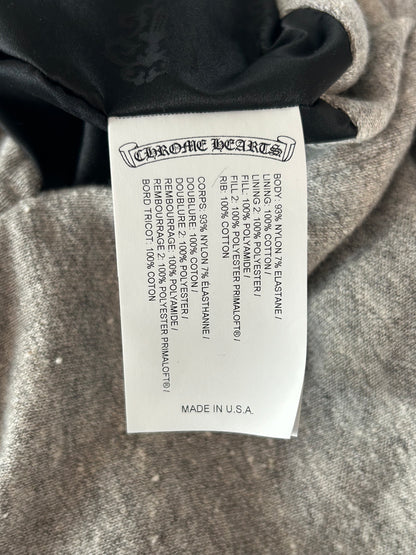 CHROME HEARTS
BODY: 93% NYLON 7% ELASTANE /
LINING: 100% COTTON /
LINING 2: 100% POLYESTER /
FILL: 100% POLYAMIDE /
FILL 2: 100% POLYESTER PRIMALOFT® /
RIB: 100% COTTON
CORPS: 93% NYLON 7% ÉLASTHANNE /
DOUBLURE: 100% COTON /
DOUBLURE 2: 100% POLYESTER /
REMBOURRAGE: 100% POLYAMIDE /
REMBOURRAGE 2: 100% POLYESTER PRIMALOFT® /
BORD TRICOT: 100% COTON
MADE IN U.S.A.